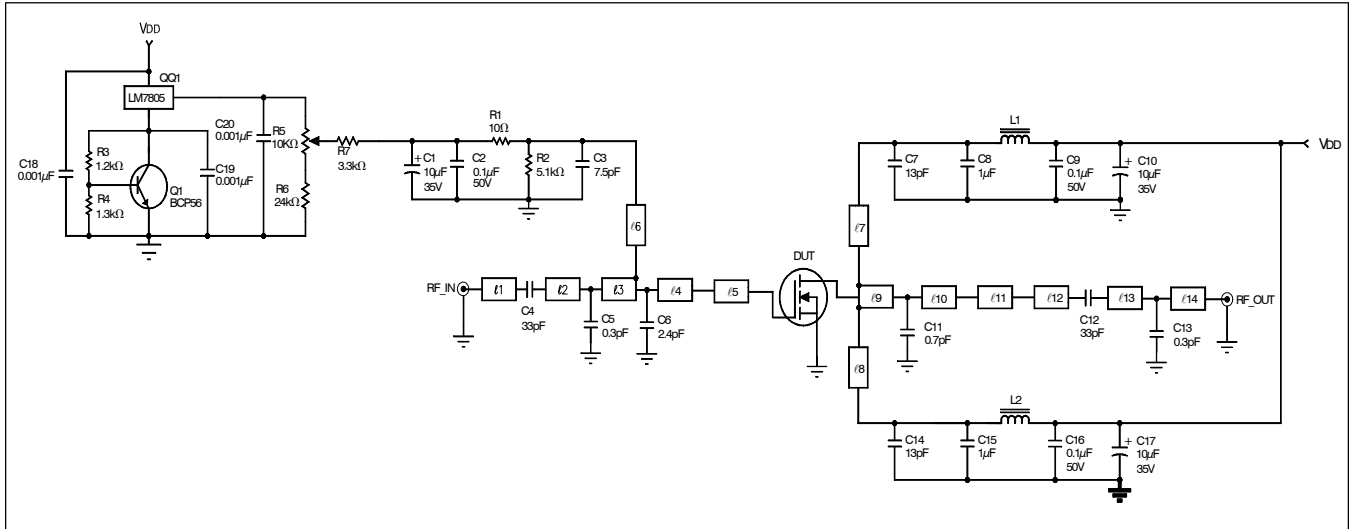 VDD
QQ1
LM7805
C18
0.001µF
R3
1.2kΩ
R4
1.3kΩ
Q1
BCP56
C19
0.001µF
C20
0.001µF
R5
10KΩ
R6
24kΩ
R7
3.3kΩ
C1
10µF
35V
C2
0.1µF
50V
R1
10Ω
R2
5.1kΩ
C3
7.5pF
ℓ6
RF_IN
ℓ1
C4
33pF
ℓ2
C5
0.3pF
ℓ3
C6
2.4pF
ℓ4
ℓ5
DUT
ℓ7
C7
13pF
C8
1µF
L1
C9
0.1µF
50V
C10
10µF
35V
VDD
ℓ9
C11
0.7pF
ℓ10
ℓ11
ℓ12
C12
33pF
ℓ13
C13
0.3pF
ℓ14
RF_OUT
ℓ8
C14
13pF
C15
1µF
L2
C16
0.1µF
50V
C17
10µF
35V